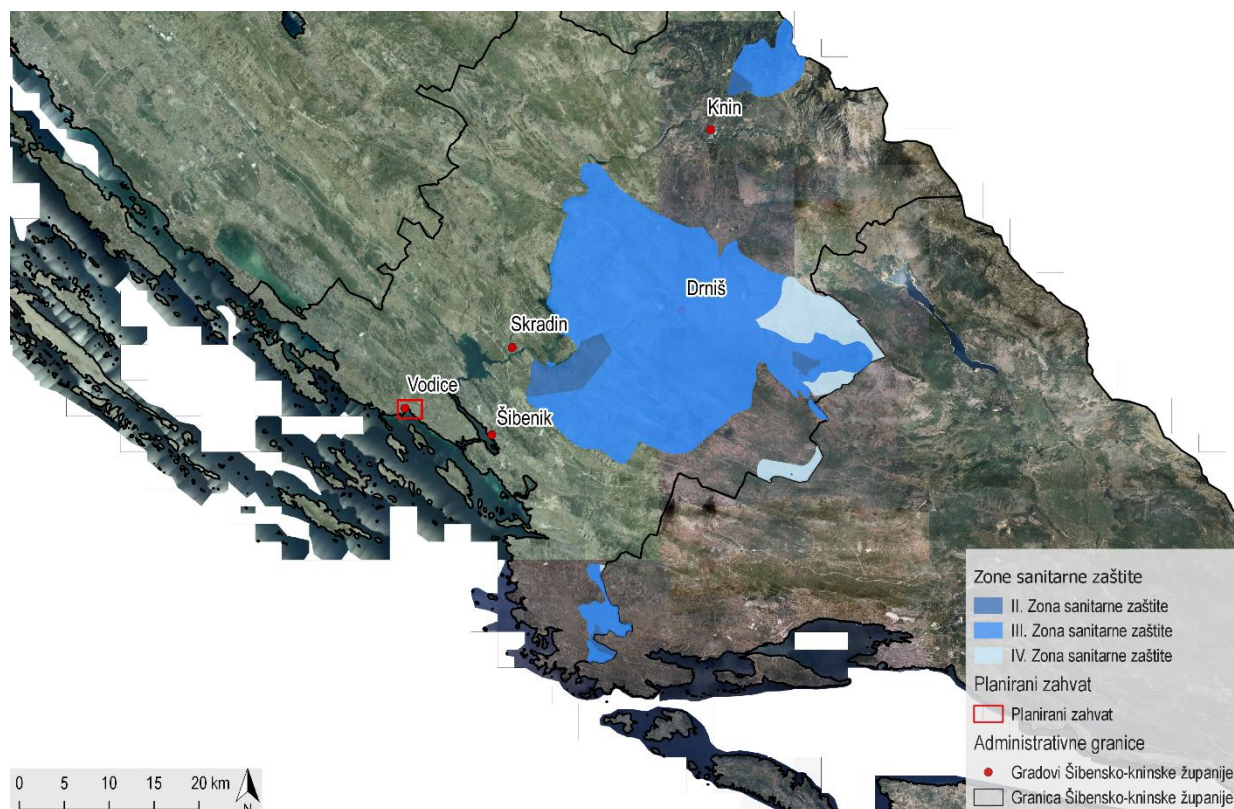 Knin
Drniš
Skradin
Vodice
Šibenik
Zone sanitarne zaštite
II. Zona sanitarne zaštite
III. Zona sanitarne zaštite
IV. Zona sanitarne zaštite
Planirani zahvat
Planirani zahvat
Administrativne granice
Gradovi Šibensko-kninske županije
Granica Šibensko-kninske županije
0 5 10 15 20 km
N